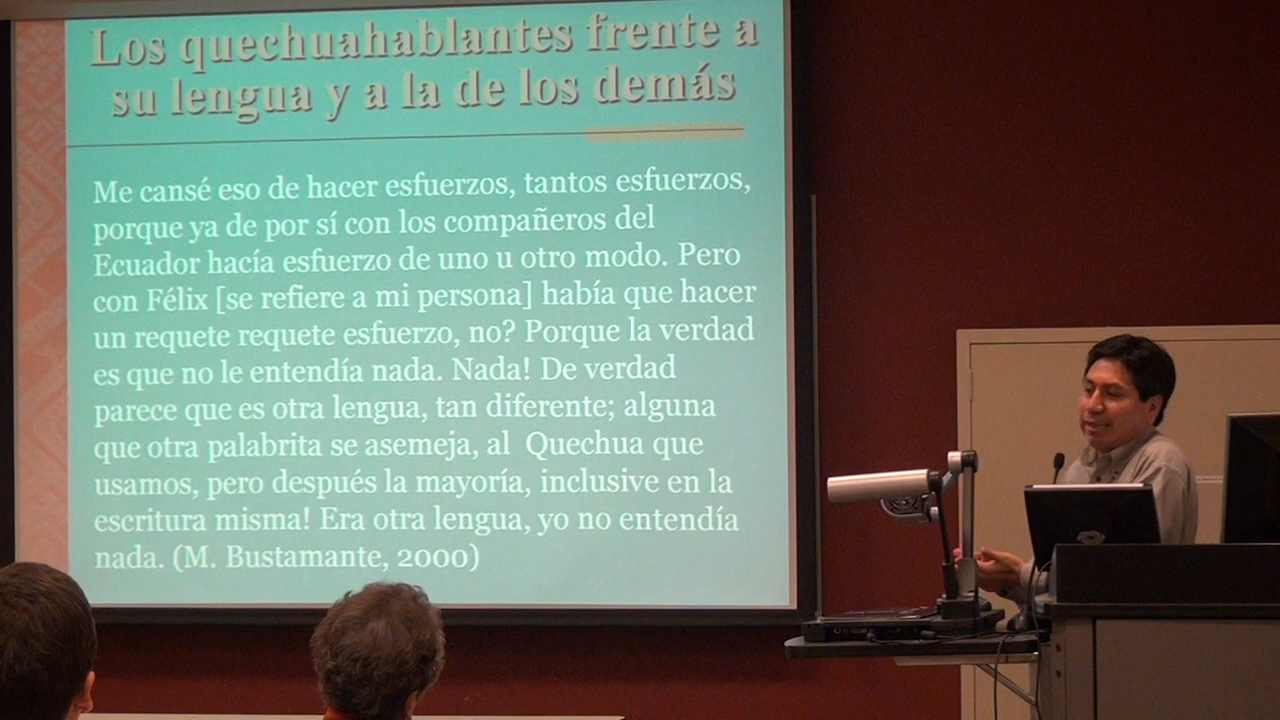 Los quechuahablantes frente a
su lengua y a la de los demás
Me cansé eso de hacer esfuerzos, tantos esfuerzos,
porque ya de por sí con los compañeros del
Ecuador hacía esfuerzo de uno u otro modo. Pero
con Félix [se refiere a mi persona] había que hacer
un requete requete esfuerzo, no? Porque la verdad
es que no le entendía nada. Nada! De verdad
parece que es otra lengua, tan diferente; alguna
que otra palabrita se asemeja, al Quechua que
usamos, pero después la mayoría, inclusive en la
escritura misma! Era otra lengua, yo no entendía
nada. (M. Bustamante, 2000)